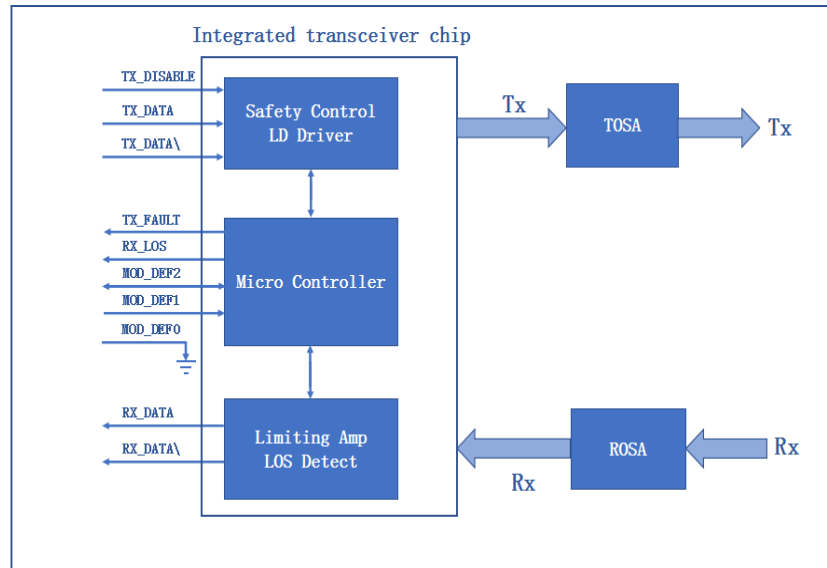 Integrated transceiver chip
TX_DISABLE
TX_DATA
TX_DATA\
Safety Control
LD Driver
Tx
TOSA
Tx
TX_FAULT
RX_LOS
MOD_DEF2
MOD_DEF1
MOD_DEF0
Micro Controller
RX_DATA
RX_DATA\
Limiting Amp
LOS Detect
Rx
ROSA
Rx